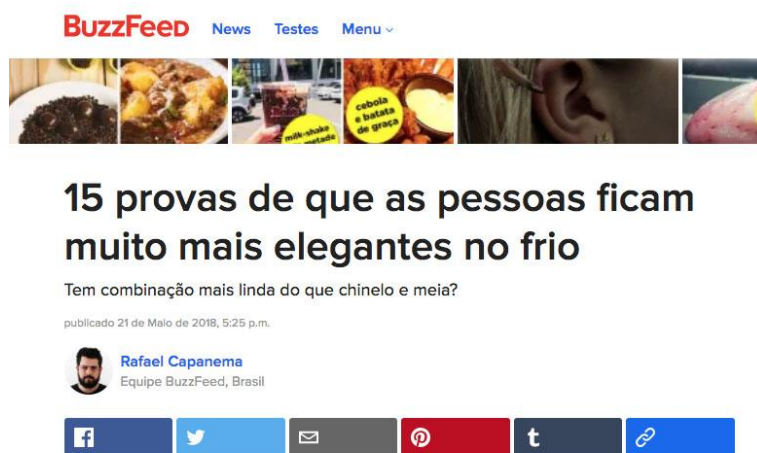 BuzzFeed News Testes Menu
milk-shake
metade
cebola
e batata
de graça
15 provas de que as pessoas ficam
muito mais elegantes no frio
Tem combinação mais linda do que chinelo e meia?
publicado 21 de Maio de 2018, 5:25 p.m.
Rafael Capanema
Equipe BuzzFeed, Brasil